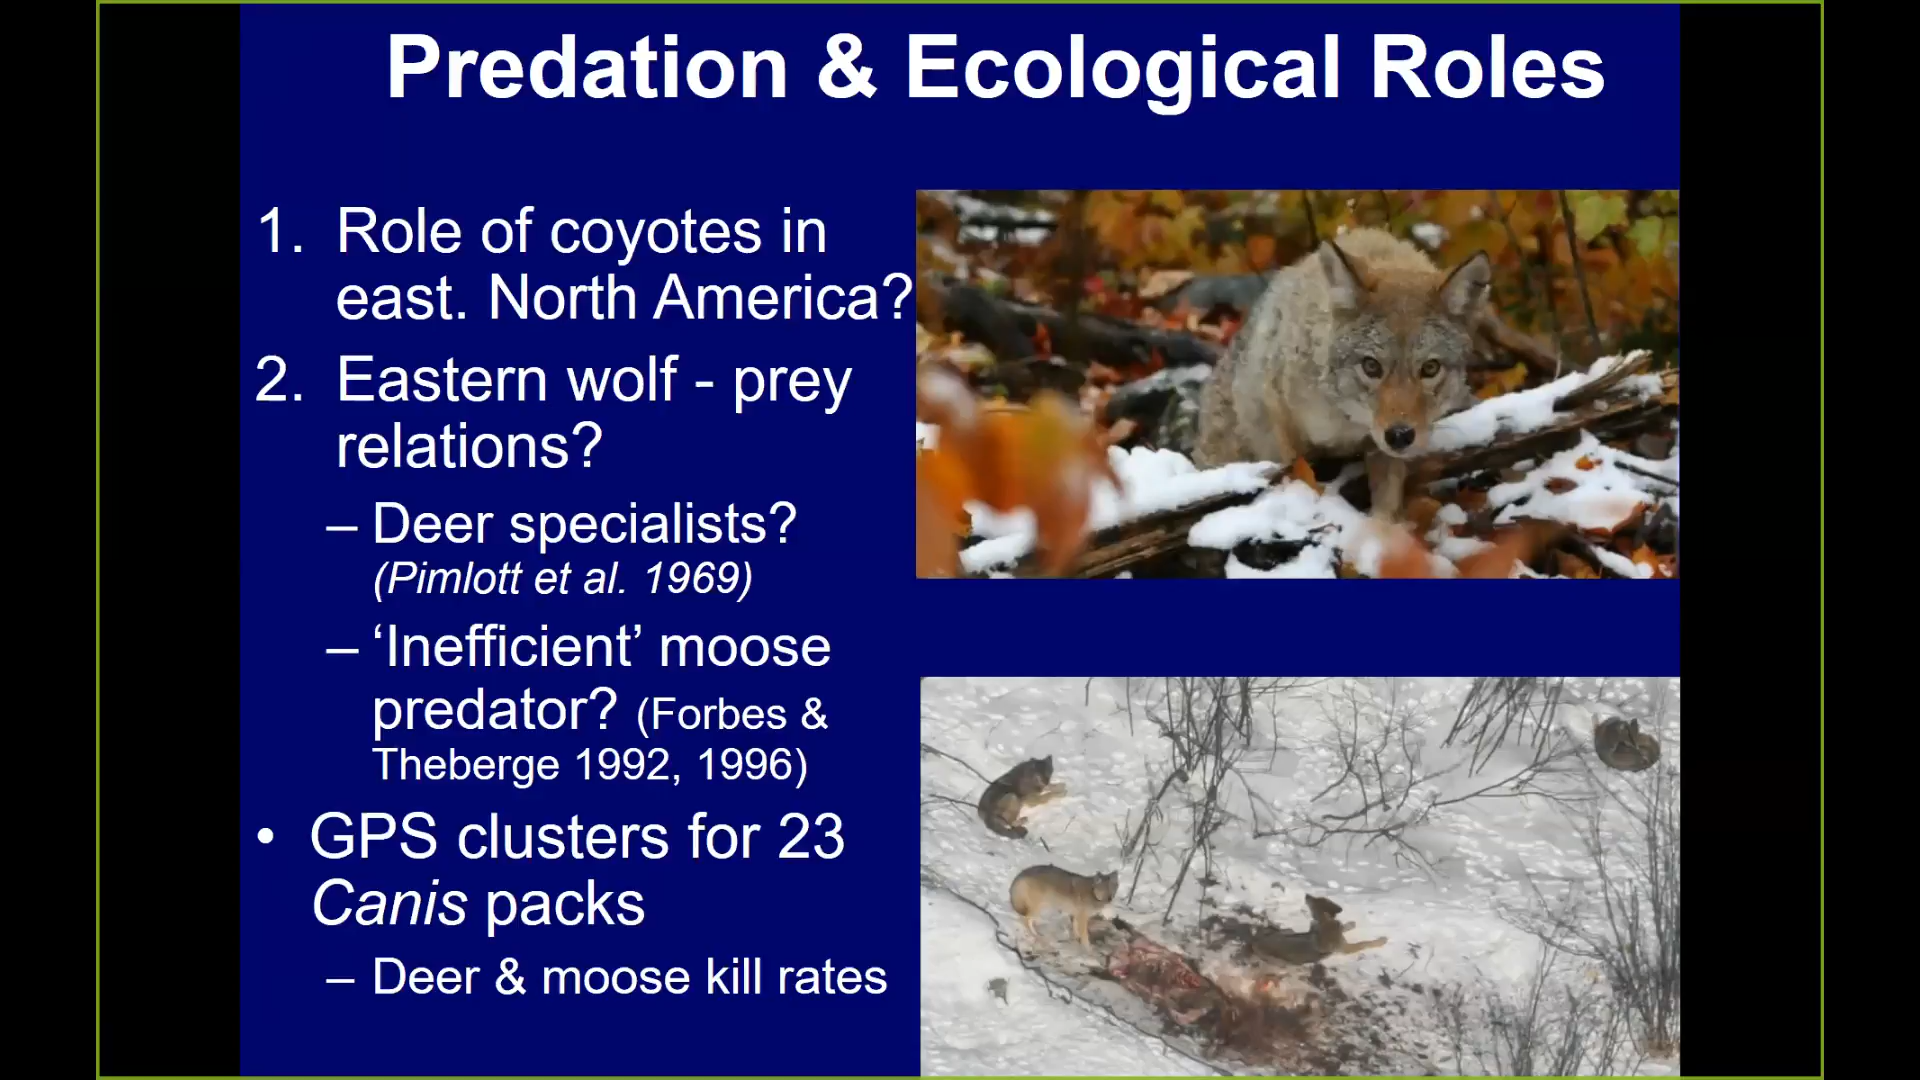 Predation & Ecological Roles
1. Role of coyotes in
east. North America?
2. Eastern wolf - prey
relations?
– Deer specialists?
(Pimlott et al. 1969)
– ‘Inefficient’ moose
predator? (Forbes &
Theberge 1992, 1996)
• GPS clusters for 23
Canis packs
– Deer & moose kill rates